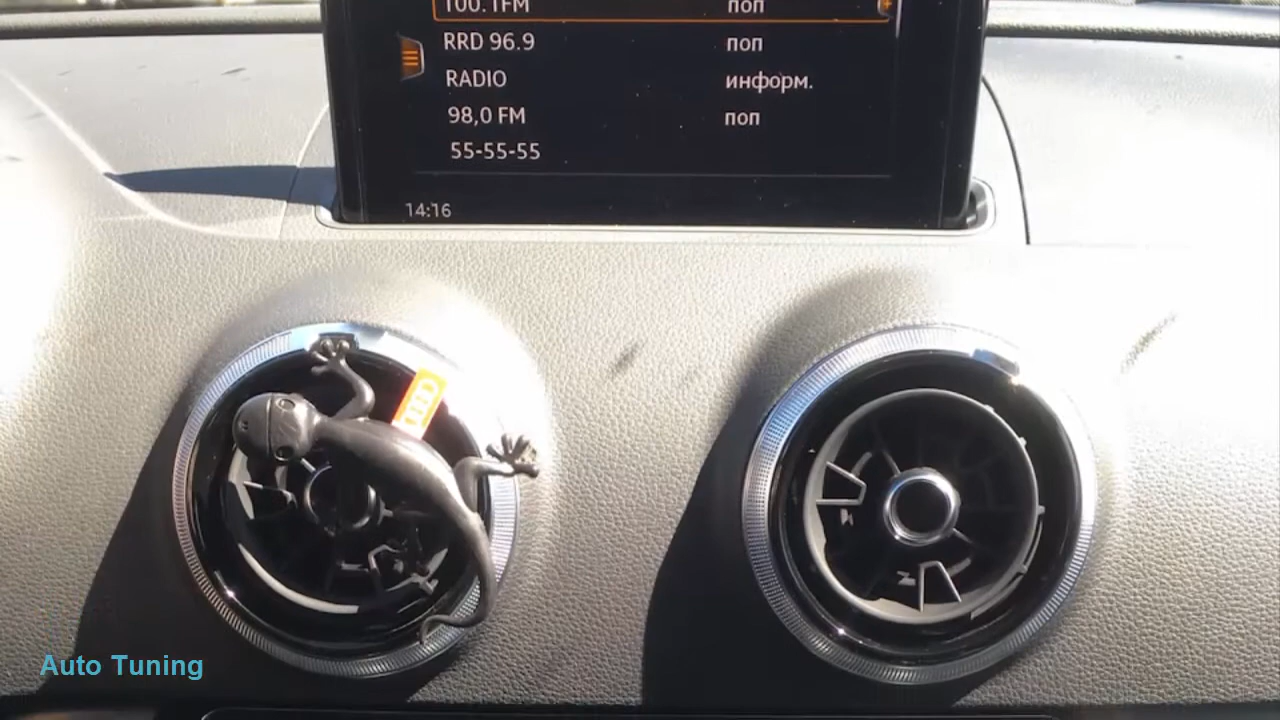 100.1FM поп
RRD 96.9 поп
RADIO информ.
98,0 FM поп
55-55-55
14:16
Auto Tuning